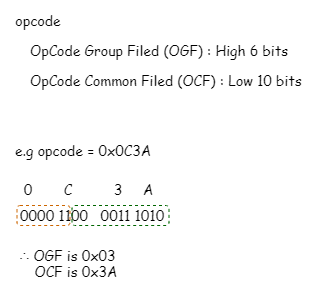 opcode
OpCode Group Filed (OGF) : High 6 bits
OpCode Common Filed (OCF) : Low 10 bits
e.g opcode = 0x0C3A
0 C 3 A
0000 1100 0011 1010
∴ OGF is 0x03
OCF is 0x3A